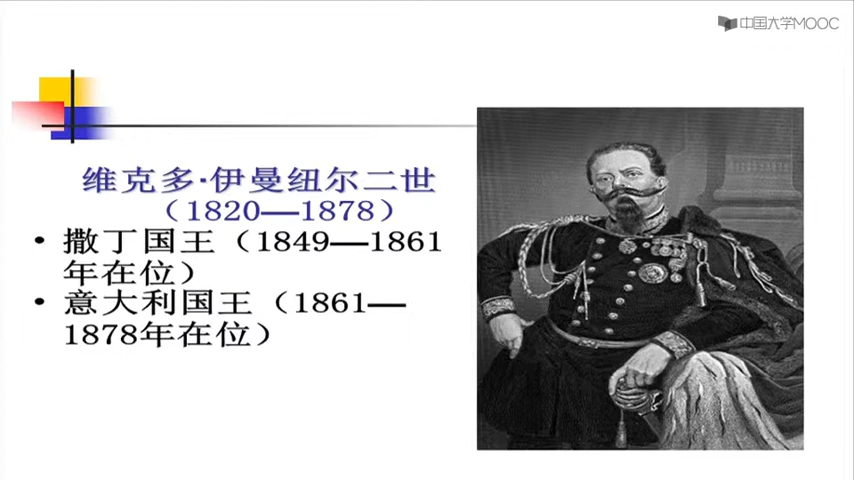 中国大学MOOC
维克多·伊曼纽尔二世
（1820—1878）
• 撒丁国王（1849—1861
年在位）
• 意大利国王（1861—
1878年在位）